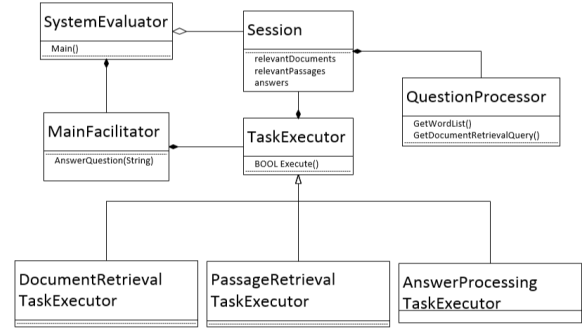 SystemEvaluator
Main()
Session
relevantDocuments
relevantPassages
answers
QuestionProcessor
GetWordList()
GetDocumentRetrievalQuery()
MainFacilitator
AnswerQuestion(String)
TaskExecutor
BOOL Execute()
DocumentRetrieval
TaskExecutor
PassageRetrieval
TaskExecutor
AnswerProcessing
TaskExecutor